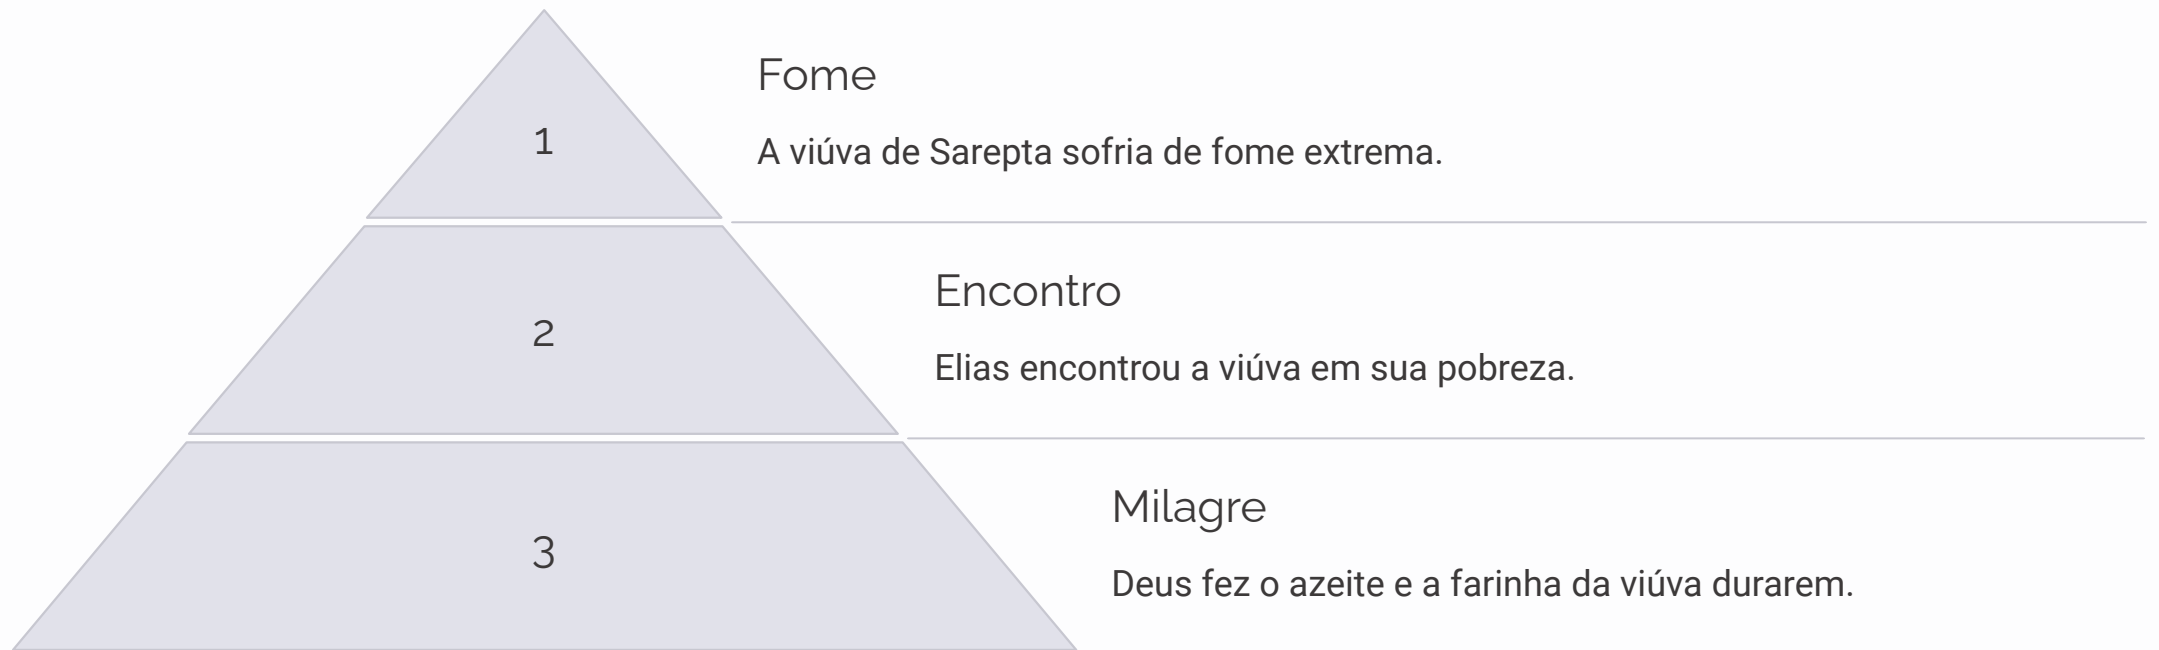 1
Fome
A viúva de Sarepta sofria de fome extrema.
2
Encontro
Elias encontrou a viúva em sua pobreza.
3
Milagre
Deus fez o azeite e a farinha da viúva durarem.